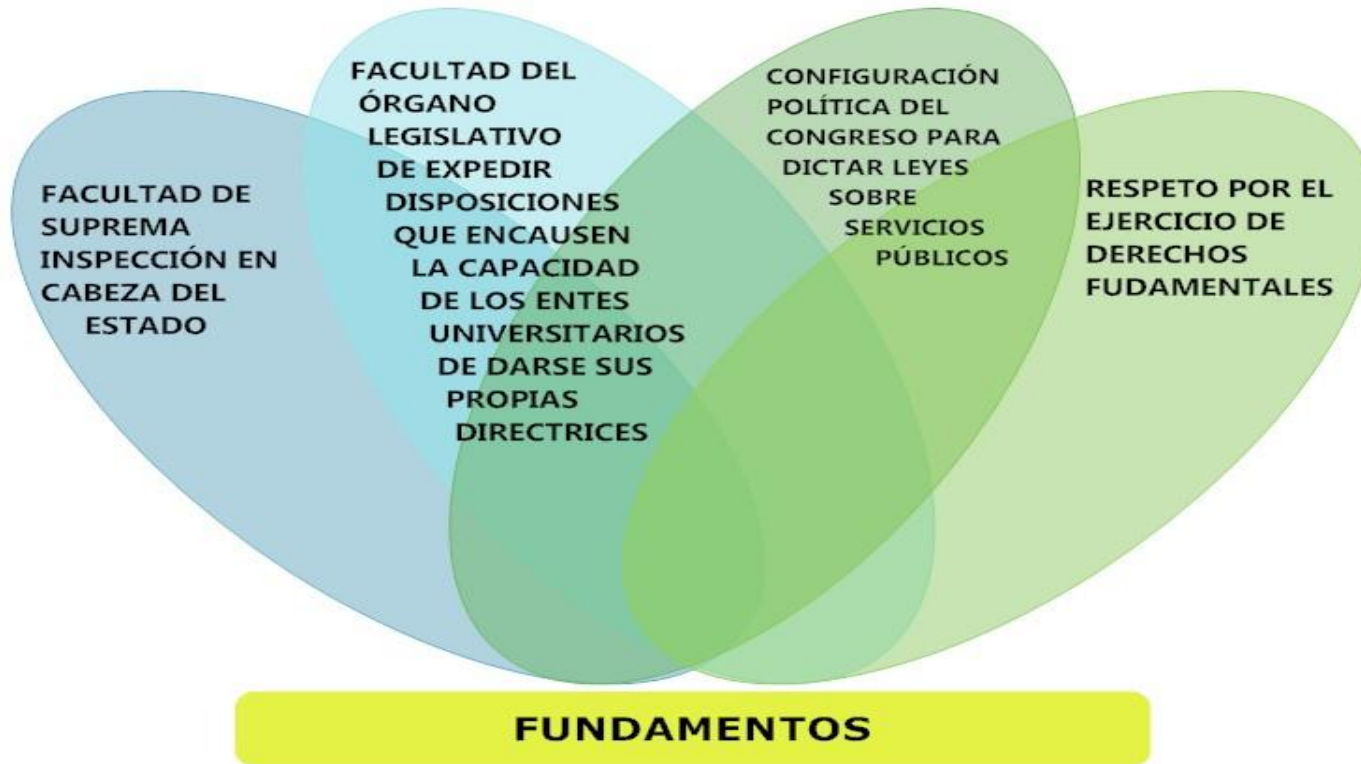 FACULTAD DE
SUPREMA
INSPECCIÓN EN
CABEZA DEL
ESTADO
FACULTAD DEL
ÓRGANO
LEGISLATIVO
DE EXPEDIR
DISPOSICIONES
QUE ENCAUSEN
LA CAPACIDAD
DE LOS ENTES
UNIVERSITARIOS
DE DARSE SUS
PROPIAS
DIRECTRICES
CONFIGURACIÓN
POLÍTICA DEL
CONGRESO PARA
DICTAR LEYES
SOBRE
SERVICIOS
PÚBLICOS
RESPETO POR EL
EJERCICIO DE
DERECHOS
FUDAMENTALES
FUNDAMENTOS